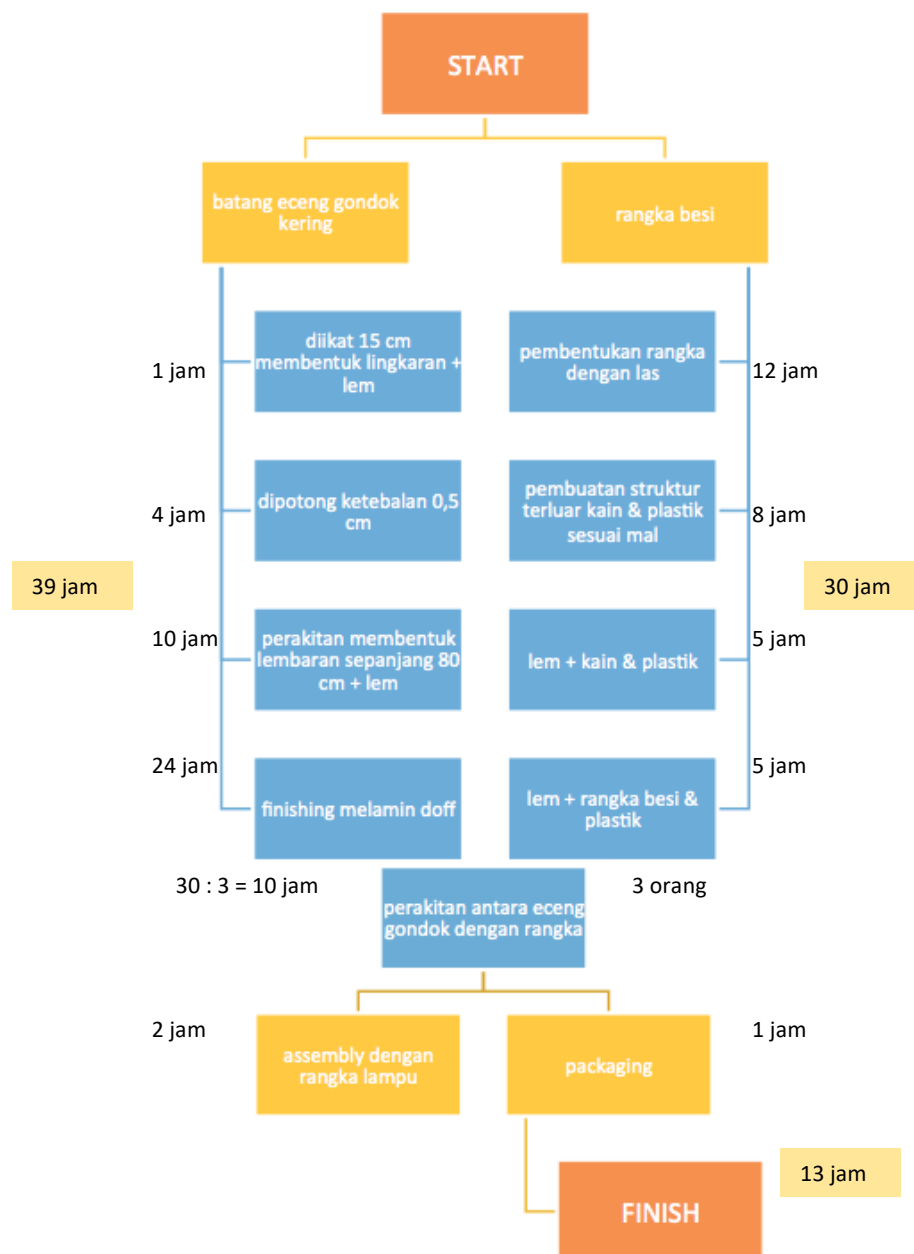 START
batang eceng gondok
kering
rangka besi
1 jam
diikat 15 cm
membentuk lingkaran +
lem
pembentukan rangka
dengan las
12 jam
4 jam
dipotong ketebalan 0,5
cm
pembuatan struktur
terluar kain & plastik
sesuai mal
8 jam
39 jam
30 jam
10 jam
perakitan membentuk
lembaran sepanjang 80
cm + lem
lem + kain & plastik
5 jam
24 jam
finishing melamin doff
lem + rangka besi &
plastik
5 jam
30 : 3 = 10 jam
3 orang
perakitan antara eceng
gondok dengan rangka
2 jam
assembly dengan
rangka lampu
packaging
1 jam
13 jam
FINISH